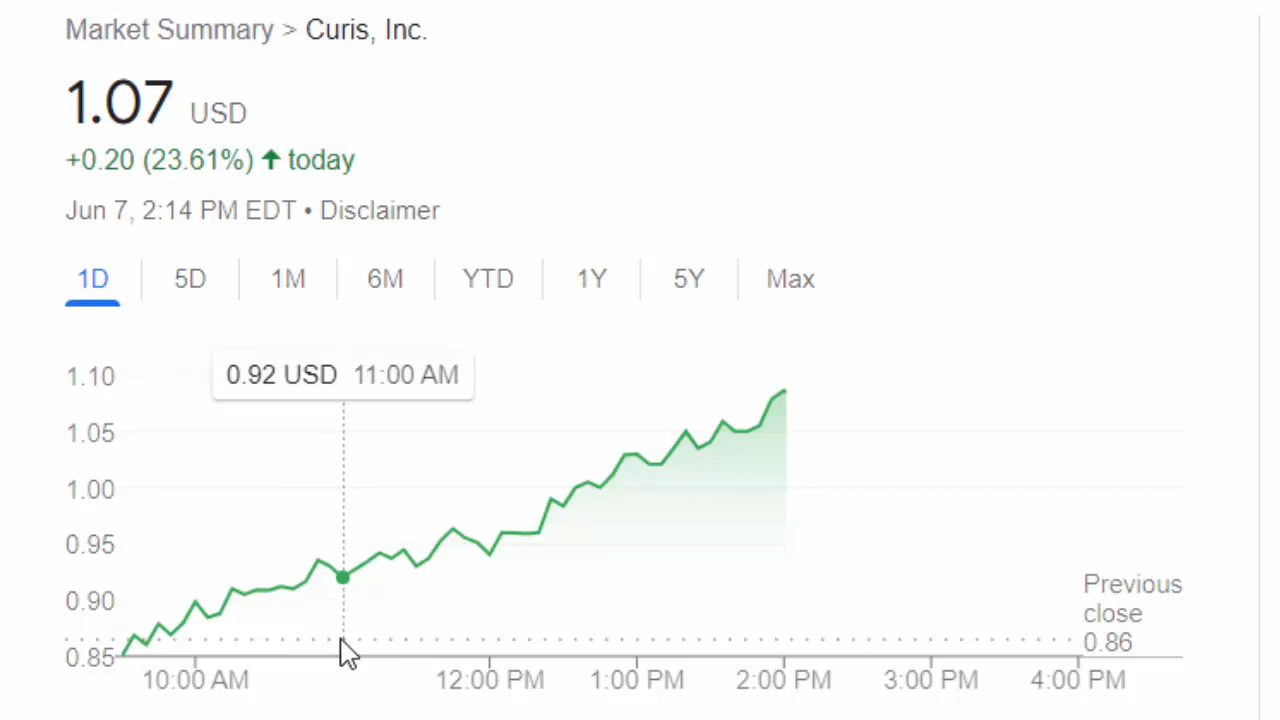 Market Summary > Curis, Inc.
1.07 USD
+0.20 (23.61%) ↑ today
Jun 7, 2:14 PM EDT • Disclaimer
1D 5D 1M 6M YTD 1Y 5Y Max
0.92 USD 11:00 AM
1.10
1.05
1.00
0.95
0.90
0.85
Previous
close
0.86
10:00 AM 12:00 PM 1:00 PM 2:00 PM 3:00 PM 4:00 PM